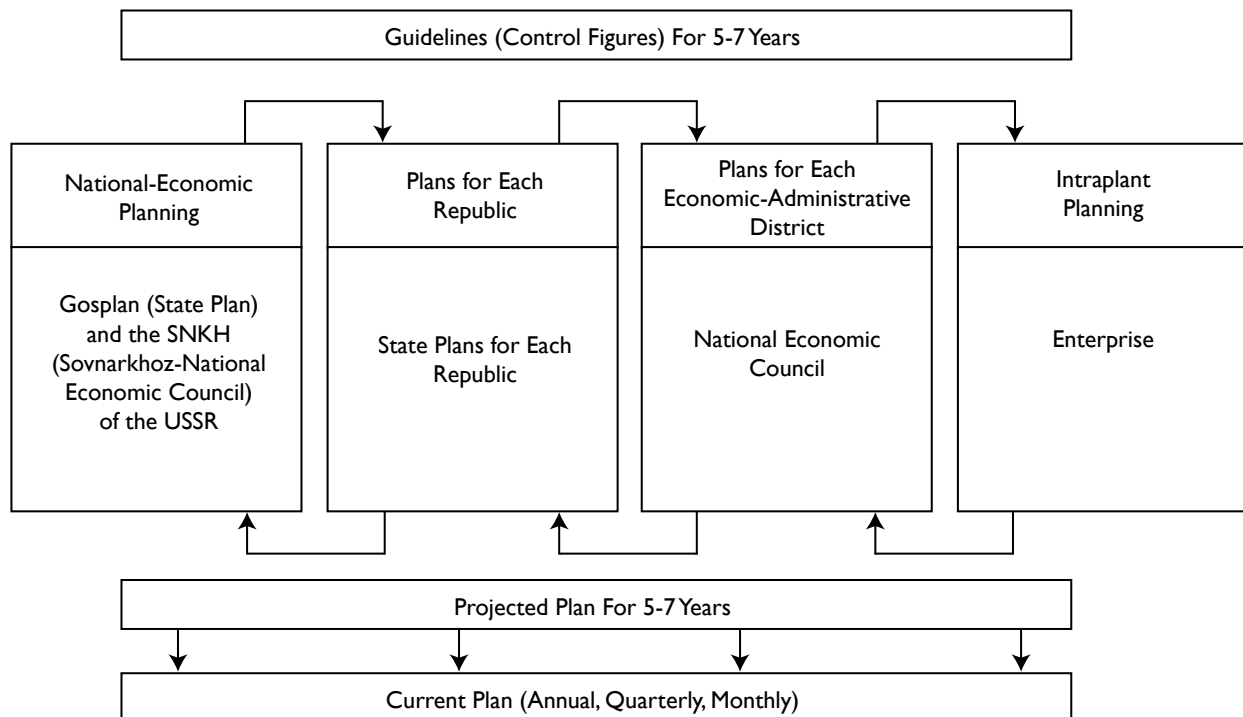 Guidelines (Control Figures) For 5-7 Years
National-Economic
Planning
Plans for Each
Republic
Plans for Each
Economic-Administrative
District
Intraplant
Planning
Gosplan (State Plan)
and the SNKH
(Sovnarkhoz-National
Economic Council)
of the USSR
State Plans for Each
Republic
National Economic
Council
Enterprise
Projected Plan For 5-7 Years
Current Plan (Annual, Quarterly, Monthly)